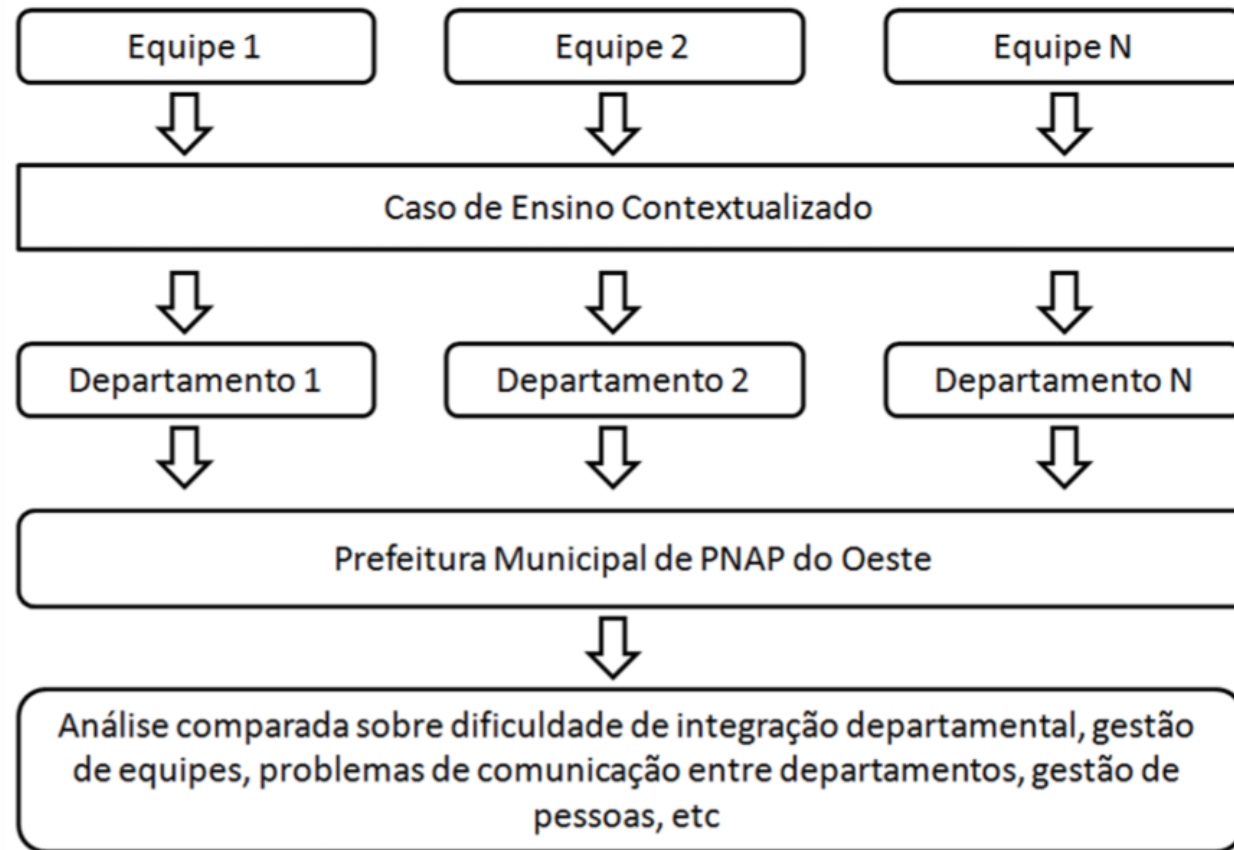 Equipe 1
Equipe 2
Equipe N
Caso de Ensino Contextualizado
Departamento 1
Departamento 2
Departamento N
Prefeitura Municipal de PNAP do Oeste
Análise comparada sobre dificuldade de integração departamental, gestão
de equipes, problemas de comunicação entre departamentos, gestão de
pessoas, etc